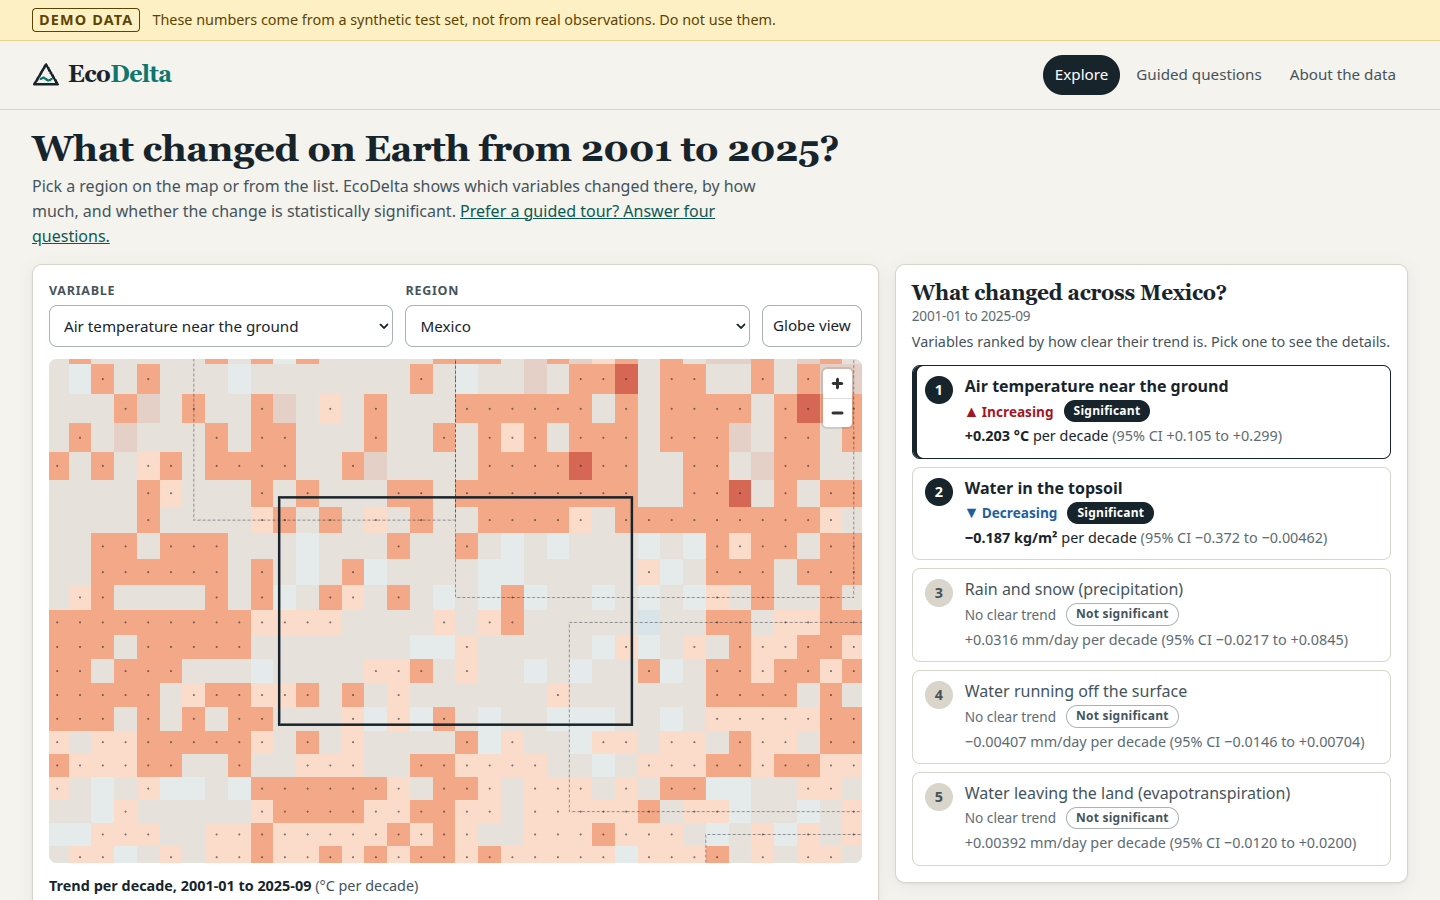 DEMO DATA These numbers come from a synthetic test set, not from real observations. Do not use them.
EcoDelta
Explore Guided questions About the data
What changed on Earth from 2001 to 2025?
Pick a region on the map or from the list. EcoDelta shows which variables changed there, by how
much, and whether the change is statistically significant. Prefer a guided tour? Answer four
questions.
VARIABLE REGION
Air temperature near the ground Mexico Globe view
+
−
Trend per decade, 2001-01 to 2025-09 (°C per decade)
What changed across Mexico?
2001-01 to 2025-09
Variables ranked by how clear their trend is. Pick one to see the details.
1 Air temperature near the ground
▲ Increasing Significant
+0.203 °C per decade (95% CI +0.105 to +0.299)
2 Water in the topsoil
▼ Decreasing Significant
−0.187 kg/m² per decade (95% CI −0.372 to −0.00462)
3 Rain and snow (precipitation)
No clear trend Not significant
+0.0316 mm/day per decade (95% CI −0.0217 to +0.0845)
4 Water running off the surface
No clear trend Not significant
−0.00407 mm/day per decade (95% CI −0.0146 to +0.00704)
5 Water leaving the land (evapotranspiration)
No clear trend Not significant
+0.00392 mm/day per decade (95% CI −0.0120 to +0.0200)